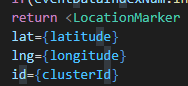 return <LocationMarker
lat={latitude}
lng={longitude}
id={clusterId}